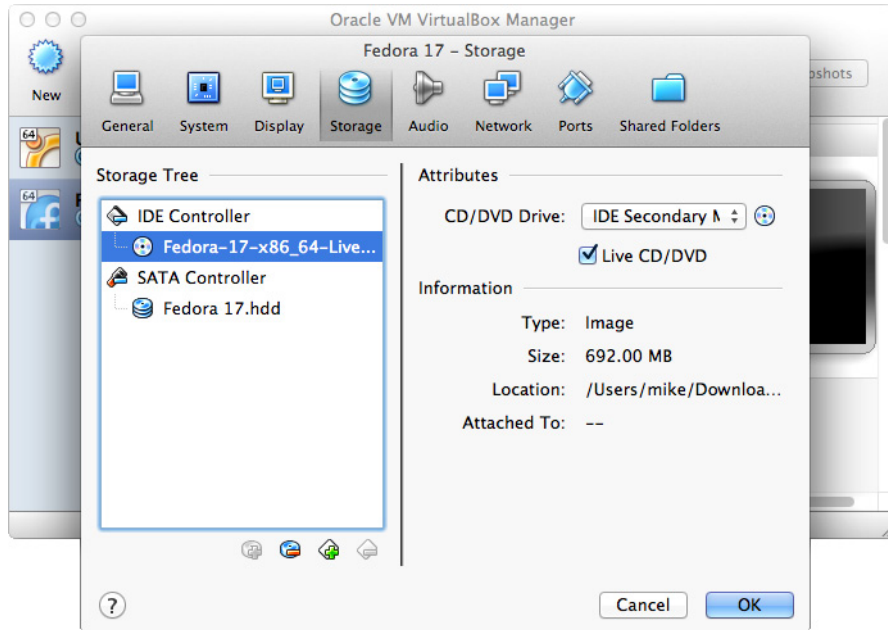 Oracle VM VirtualBox Manager
Fedora 17 – Storage
New
General System Display Storage Audio Network Ports Shared Folders
64
64
Storage Tree
IDE Controller
Fedora-17-x86_64-Live...
SATA Controller
Fedora 17.hdd
Attributes
CD/DVD Drive: IDE Secondary
Live CD/DVD
Information
Type: Image
Size: 692.00 MB
Location: /Users/mike/Downloa...
Attached To: --
? Cancel OK